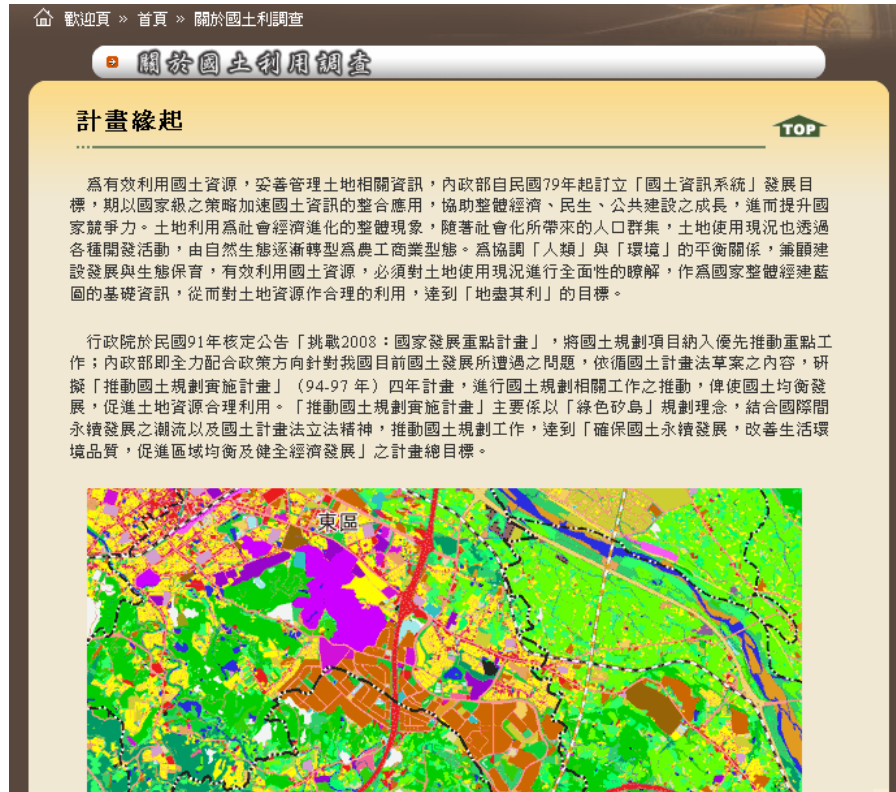 歡迎頁 » 首頁 » 關於國土利調查
關於國土利用調查
計畫緣起
TOP
為有效利用國土資源，妥善管理土地相關資訊，內政部自民國79年起訂立「國土資訊系統」發展目
標，期以國家級之策略加速國土資訊的整合應用，協助整體經濟、民生、公共建設之成長，進而提升國
家競爭力。土地利用為社會經濟進化的整體現象，隨著社會化所帶來的人口群集，土地使用現況也透過
各種開發活動，由自然生態逐漸轉型為農工商業型態。為協調「人類」與「環境」的平衡關係，兼顧建
設發展與生態保育，有效利用國土資源，必須對土地使用現況進行全面性的瞭解，作為國家整體經建藍
圖的基礎資訊，從而對土地資源作合理的利用，達到「地盡其利」的目標。
行政院於民國91年核定公告「挑戰2008：國家發展重點計畫」，將國土規劃項目納入優先推動重點工
作；內政部即全力配合政策方向針對我國目前國土發展所遭遇之問題，依循國土計畫法草案之內容，研
擬「推動國土規劃實施計畫」（94-97 年）四年計畫，進行國土規劃相關工作之推動，俾使國土均衡發
展，促進土地資源合理利用。「推動國土規劃實施計畫」主要係以「綠色矽島」規劃理念，結合國際間
永續發展之潮流以及國土計畫法立法精神，推動國土規劃工作，達到「確保國土永續發展，改善生活環
境品質，促進區域均衡及健全經濟發展」之計畫總目標。
東區